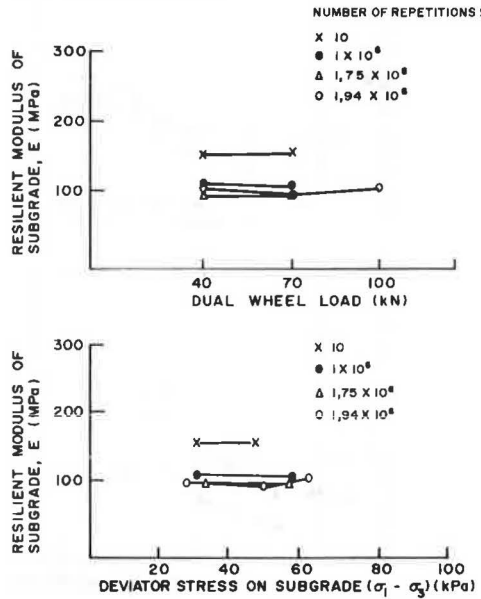 NUMBER OF REPETITIONS :
x 10
● 1 X 10⁶
△ 1,75 X 10⁶
○ 1,94 X 10⁶
RESILIENT MODULUS OF
SUBGRADE, E (MPa)
300
200
100
40 70 100
DUAL WHEEL LOAD (kN)
x 10
● 1 X 10⁶
△ 1,75 X 10⁶
○ 1,94 X 10⁶
RESILIENT MODULUS OF
SUBGRADE, E (MPa)
300
200
100
20 40 60 80 100
DEVIATOR STRESS ON SUBGRADE (σ₁ - σ₃) (kPa)